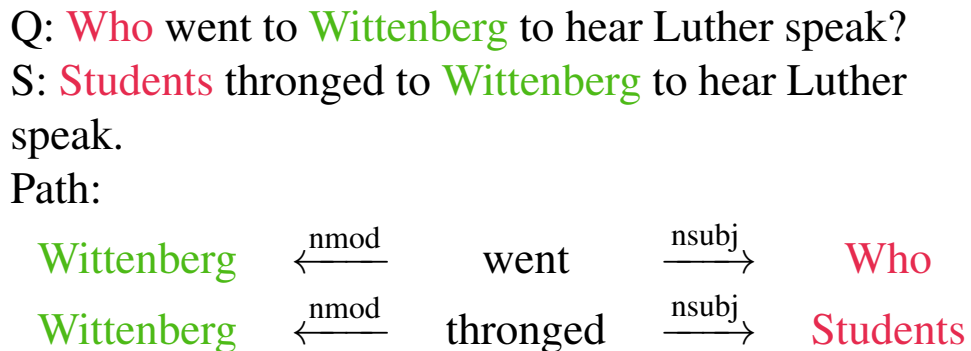 Q: Who went to Wittenberg to hear Luther speak?
S: Students thronged to Wittenberg to hear Luther
speak.
Path:
Wittenberg ←nmod went nsubj→ Who
Wittenberg ←nmod thronged nsubj→ Students